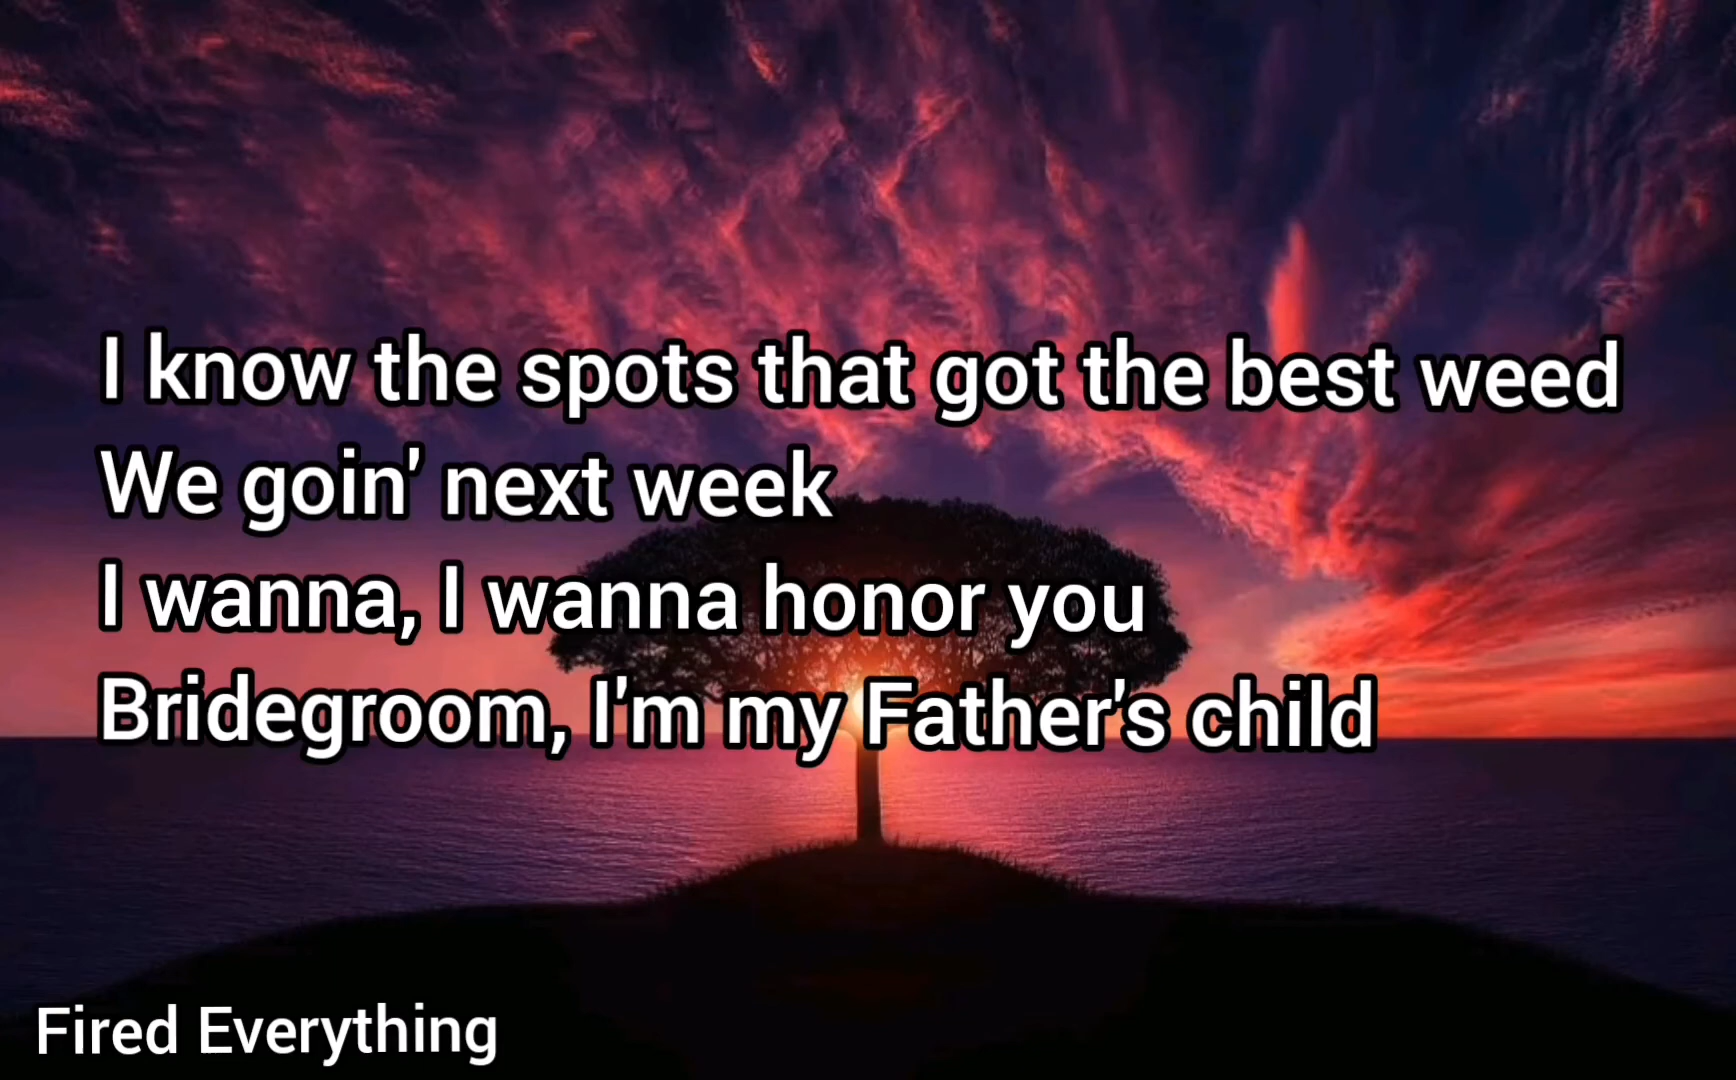 I know the spots that got the best weed
We goin' next week
I wanna, I wanna honor you
Bridegroom, I'm my Father's child
Fired Everything